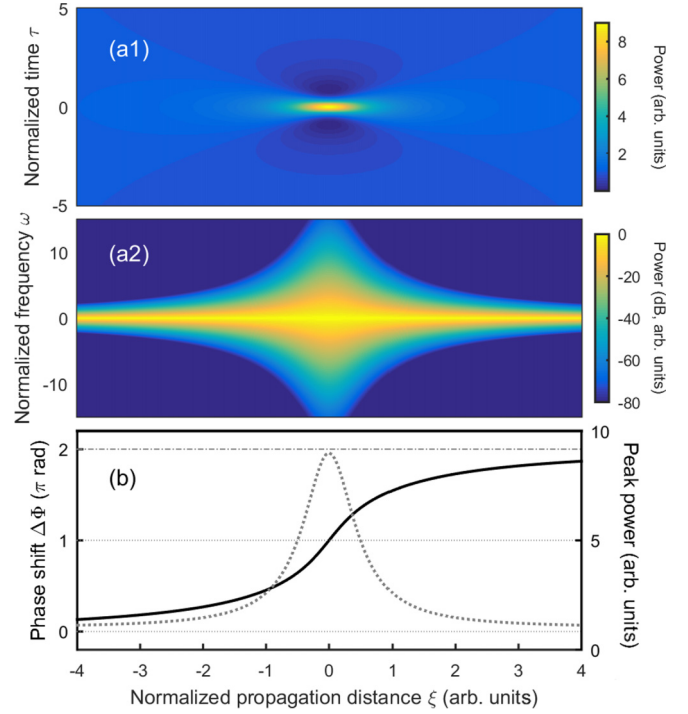 5
0
-5
Normalized time τ
(a1)
8
6
4
2
Power (arb. units)
10
0
-10
Normalized frequency ω
(a2)
0
-20
-40
-60
-80
Power (dB, arb. units)
2
1
0
Phase shift ΔΦ (π rad)
(b)
10
5
0
Peak power (arb. units)
-4 -3 -2 -1 0 1 2 3 4
Normalized propagation distance ξ (arb. units)